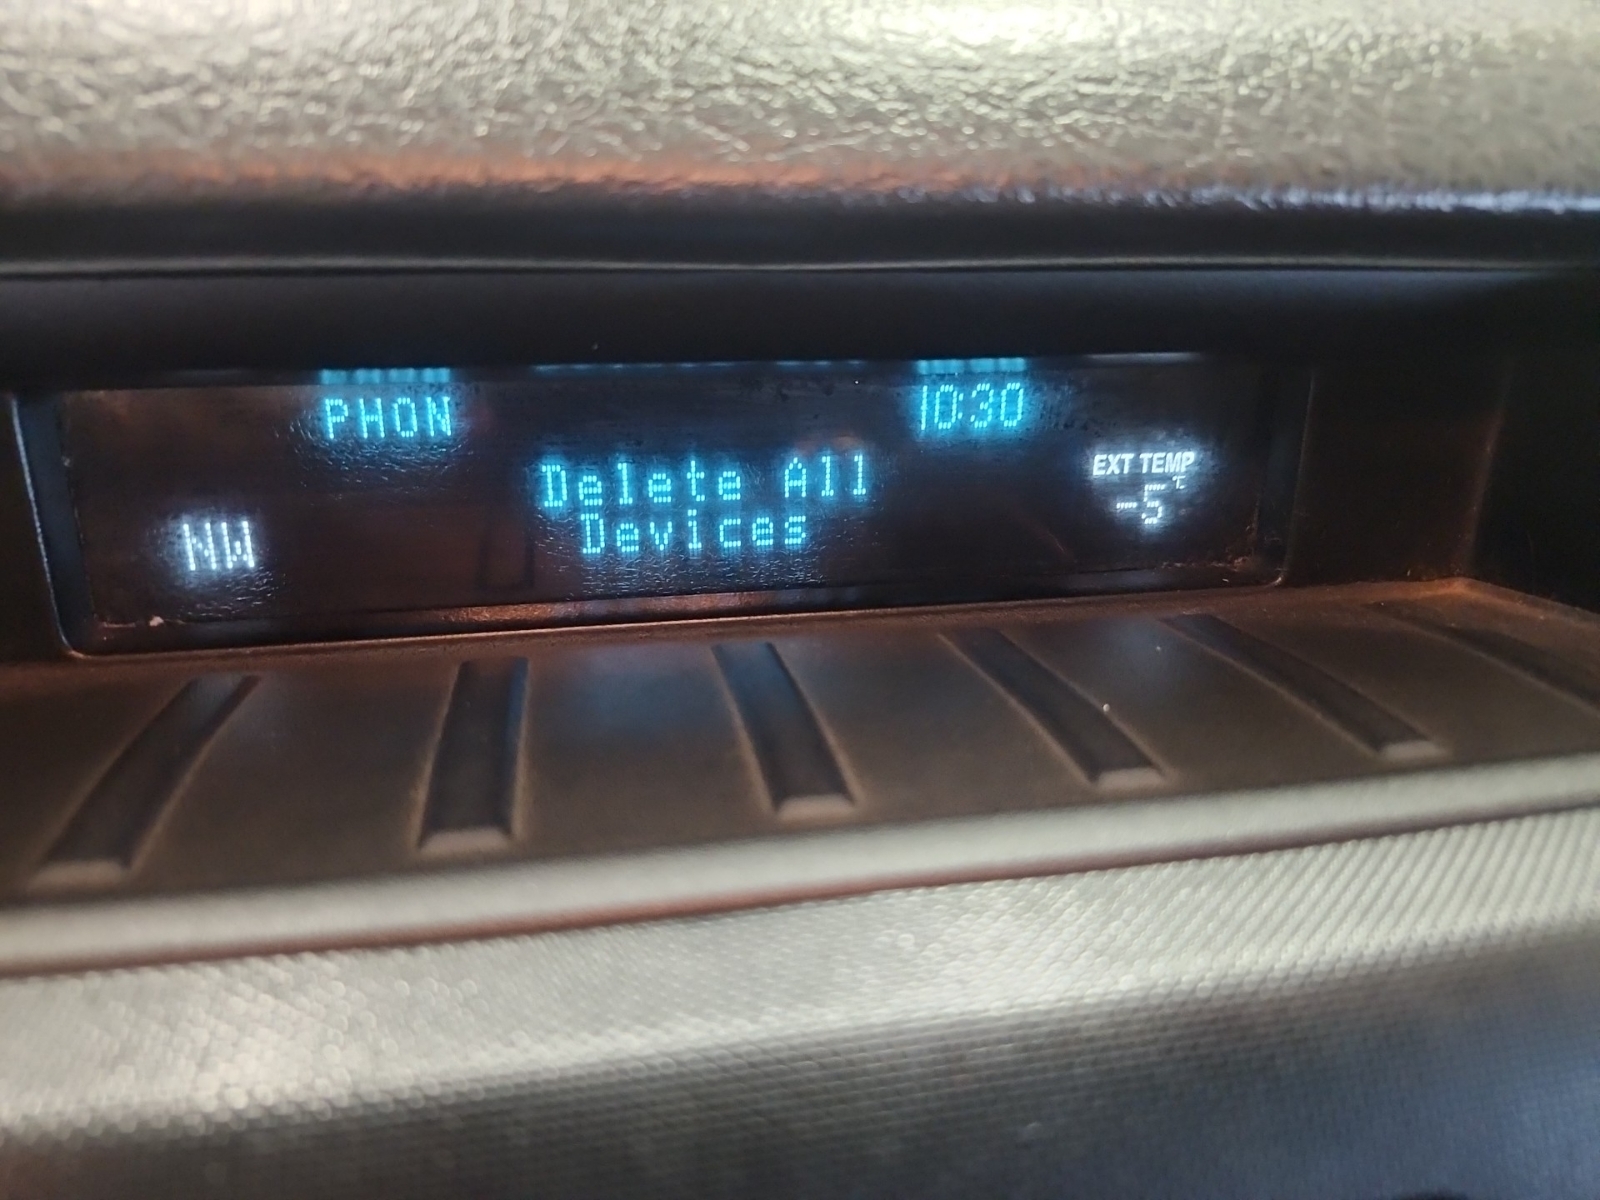 PHON
10:30
Delete All
Devices
NW
EXT TEMP
-5°C